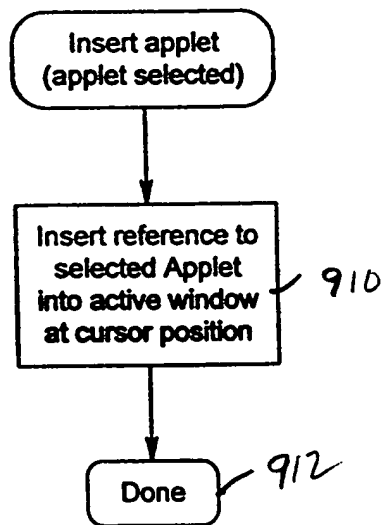 Insert applet
(applet selected)
Insert reference to
selected Applet
into active window
at cursor position
910
Done
912